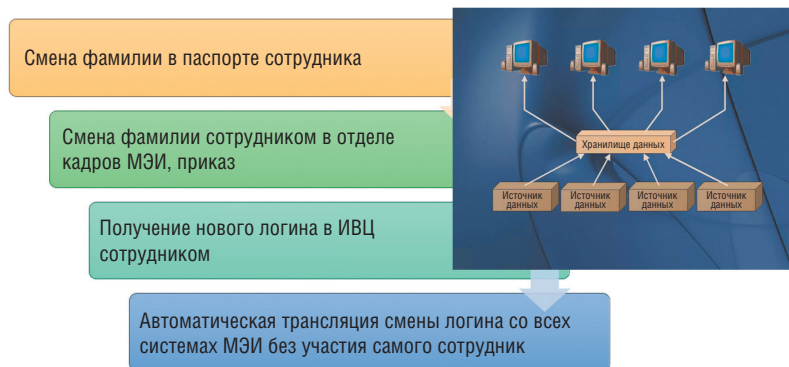 Смена фамилии в паспорте сотрудника
Смена фамилии сотрудником в отделе
кадров МЭИ, приказ
Получение нового логина в ИВЦ
сотрудником
Автоматическая трансляция смены логина со всех
системах МЭИ без участия самого сотрудник
Хранилище данных
Источник
данных
Источник
данных
Источник
данных
Источник
данных